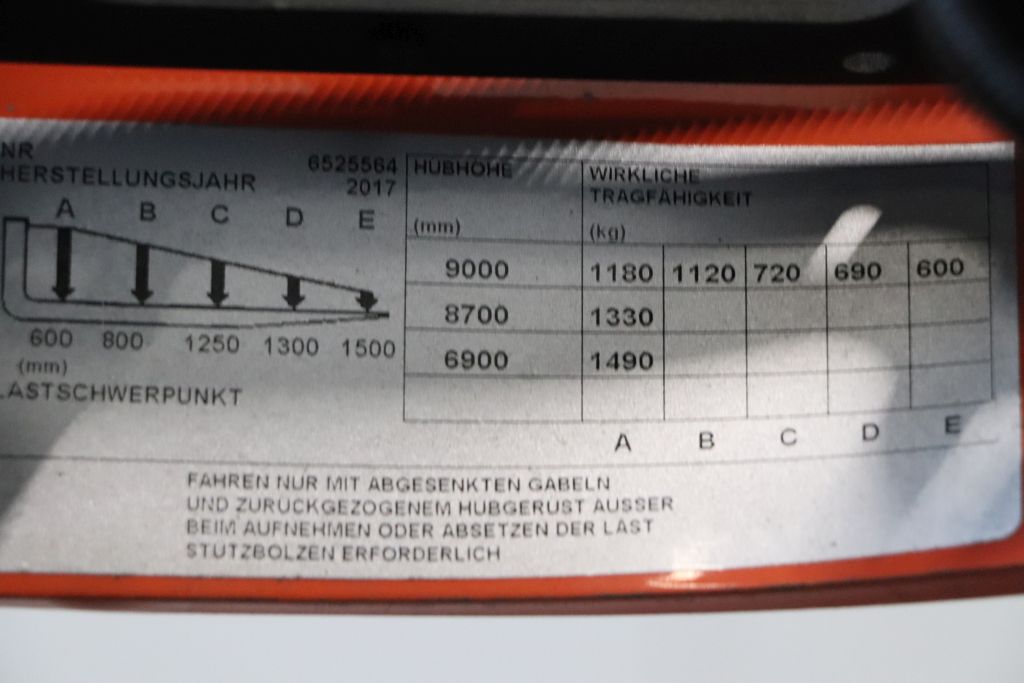 NR 6525564
HERSTELLUNGSJAHR 2017
A B C D E
600 800 1250 1300 1500
(mm)
LASTSCHWERPUNKT
HUBHÖHE
(mm)
WIRKLICHE
TRAGFÄHIGKEIT
(kg)
9000 1180 1120 720 690 600
8700 1330
6900 1490
A B C D E
FAHREN NUR MIT ABGESENKTEN GABELN
UND ZURÜCKGEZOGENEM HUBGERÜST AUSSER
BEIM AUFNEHMEN ODER ABSETZEN DER LAST
STÜTZBOLZEN ERFORDERLICH